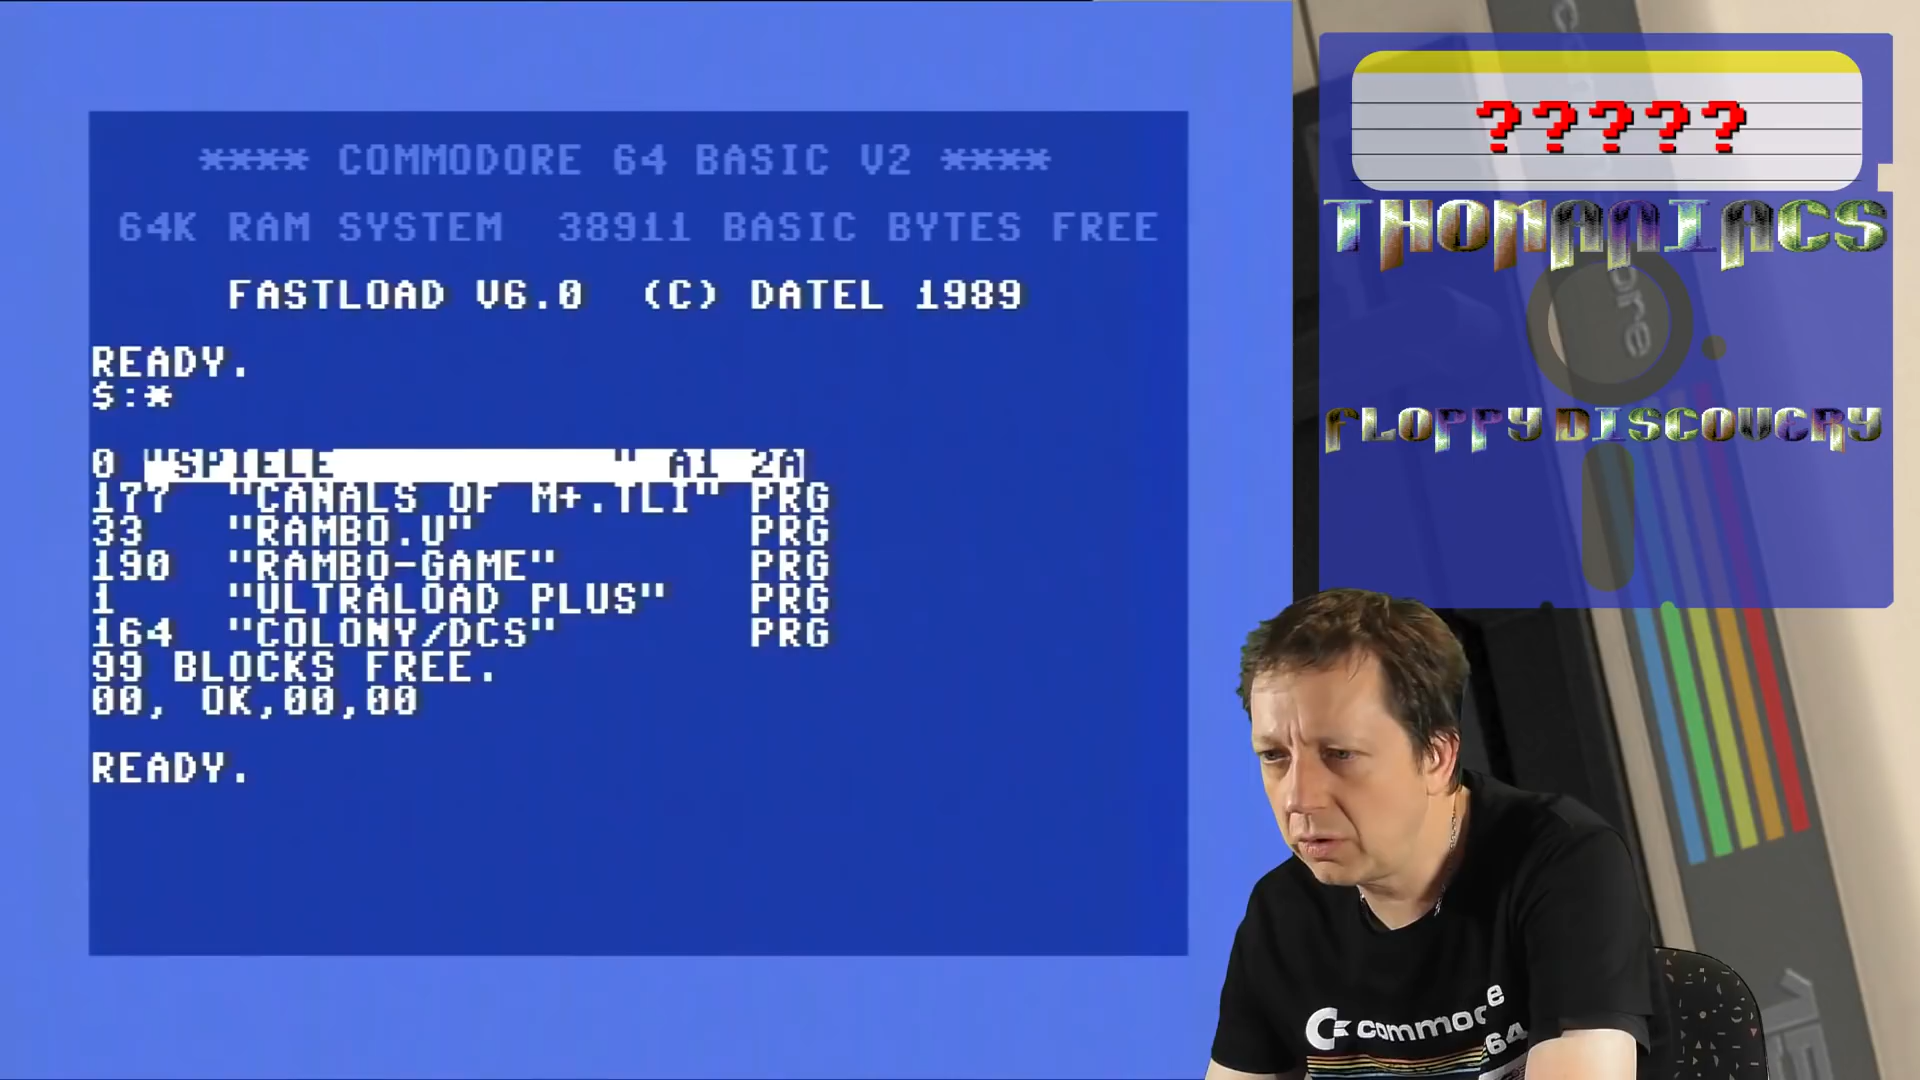 **** COMMODORE 64 BASIC V2 ****
64K RAM SYSTEM  38911 BASIC BYTES FREE
FASTLOAD V6.0  (C) DATEL 1989
READY.
$:*
0 "SPIELE          " A1 2A
177  "CANALS OF M+.TLI" PRG
33   "RAMBO.U"          PRG
190  "RAMBO-GAME"       PRG
1    "ULTRALOAD PLUS"   PRG
164  "COLONY/DCS"       PRG
99 BLOCKS FREE.
00, OK,00,00
READY.
?????
THOMANIACS
FLOPPY DISCOVERY
commodore
64